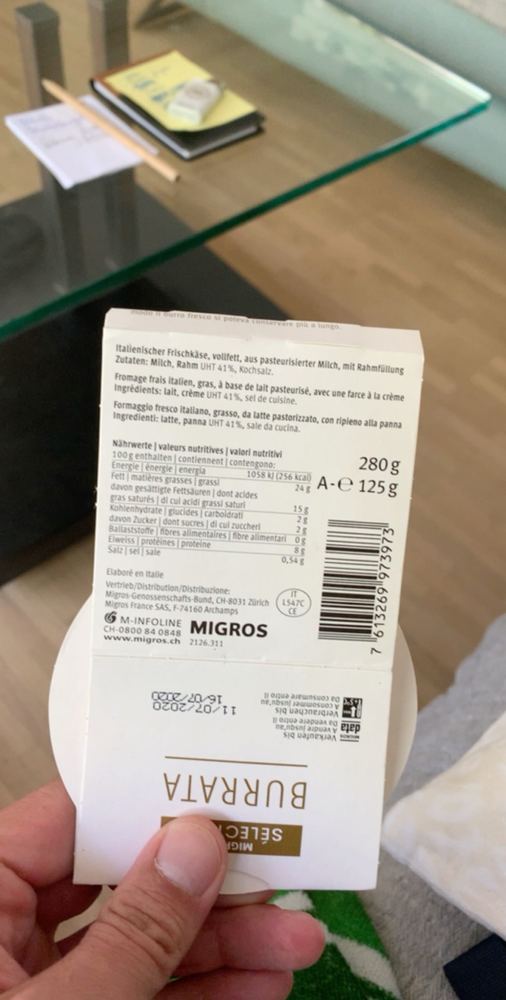 modo il burro fresco si poteva conservare più a lungo.
Italienischer Frischkäse, vollfett, aus pasteurisierter Milch, mit Rahmfüllung
Zutaten: Milch, Rahm UHT 41%, Kochsalz.
Fromage frais italien, gras, à base de lait pasteurisé, avec une farce à la crème
Ingrédients: lait, crème UHT 41%, sel de cuisine.
Formaggio fresco italiano, grasso, da latte pastorizzato, con ripieno alla panna
Ingredienti: latte, panna UHT 41%, sale da cucina.
Nährwerte | valeurs nutritives | valori nutritivi
100 g enthalten | contiennent | contengono:
Energie | énergie | energia 1058 kJ (256 kcal)
Fett | matières grasses | grassi 24 g
davon gesättigte Fettsäuren | dont acides
gras saturés | di cui acidi grassi saturi 15 g
Kohlenhydrate | glucides | carboidrati 2 g
davon Zucker | dont sucres | di cui zuccheri 2 g
Ballaststoffe | fibres alimentaires | fibre alimentari 0 g
Eiweiss | protéines | proteine 8 g
Salz | sel | sale 0,54 g
280 g
A-℮ 125 g
Elaboré en Italie
Vertrieb/Distribution/Distribuzione:
Migros-Genossenschafts-Bund, CH-8031 Zürich
Migros France SAS, F-74160 Archamps
IT
L547C
CE
M-INFOLINE
CH-0800 84 0848
www.migros.ch
MIGROS
2126.311
7 613269 973973
MIGROS
data
Verkaufen bis
A vendre jusqu'au
Da vendere entro il
11/07/2020
Verbrauchen bis
A consommer jusqu'au
Da consumare entro il
16/07/2020
BURRATA
MIGR
SÉLEC